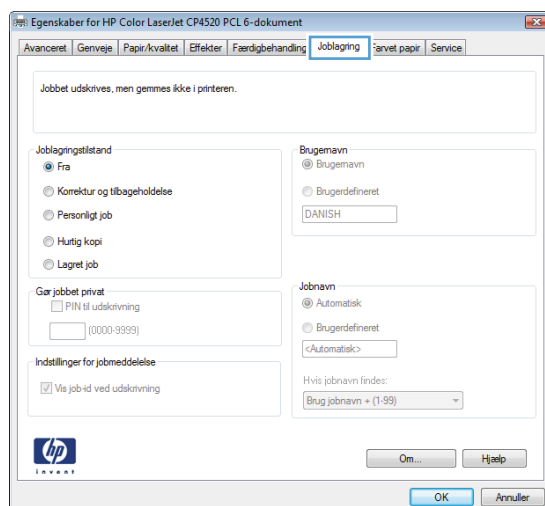 Egenskaber for HP Color LaserJet CP4520 PCL 6-dokument
Avanceret Genveje Papir/kvalitet Effekter Færdigbehandling Joblagring Farvet papir Service
Jobbet udskrives, men gemmes ikke i printeren.
Joblagringstilstand
Fra
Korrektur og tilbageholdelse
Personligt job
Hurtig kopi
Lagret job
Brugernavn
Brugernavn
Brugerdefineret
DANISH
Gør jobbet privat
PIN til udskrivning
(0000-9999)
Jobnavn
Automatisk
Brugerdefineret
<Automatisk>
Hvis jobnavn findes:
Brug jobnavn + (1-99)
Indstillinger for jobmeddelelse
Vis job-id ved udskrivning
hp
invent
Om...
Hjælp
OK
Annuller